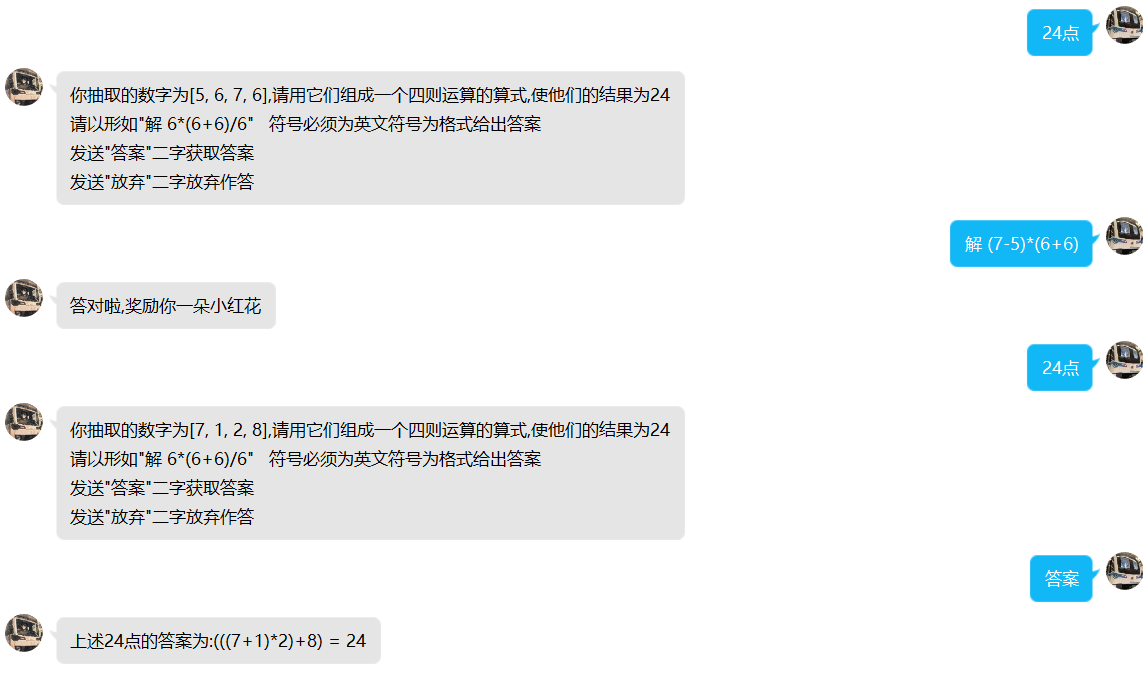 24点
你抽取的数字为[5, 6, 7, 6],请用它们组成一个四则运算的算式,使他们的结果为24
请以形如"解 6*(6+6)/6"   符号必须为英文符号为格式给出答案
发送"答案"二字获取答案
发送"放弃"二字放弃作答
解 (7-5)*(6+6)
答对啦,奖励你一朵小红花
24点
你抽取的数字为[7, 1, 2, 8],请用它们组成一个四则运算的算式,使他们的结果为24
请以形如"解 6*(6+6)/6"   符号必须为英文符号为格式给出答案
发送"答案"二字获取答案
发送"放弃"二字放弃作答
答案
上述24点的答案为:(((7+1)*2)+8) = 24